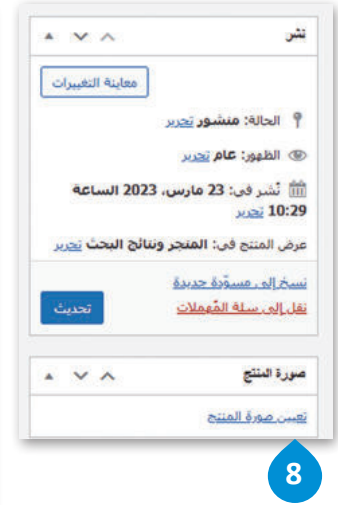 نشر
معاينة التغييرات
الحالة: منشور تحرير
الظهور: عام تحرير
نُشر في: 23 مارس، 2023 الساعة
10:29 تحرير
عرض المنتج في: المتجر ونتائج البحث تحرير
نسخ إلى مسوّدة جديدة
نقل إلى سلة المُهملات
تحديث
صورة المنتج
تعيين صورة المنتج
8